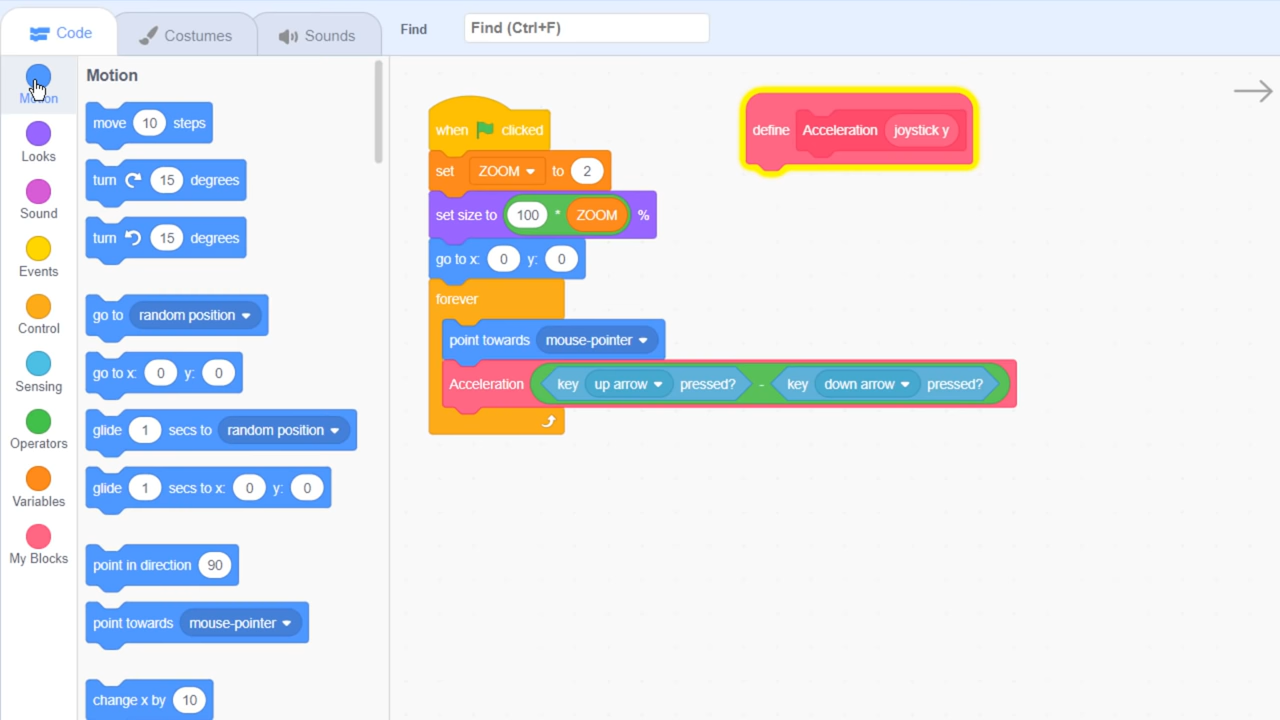 Code
Costumes
Sounds
Find
Find (Ctrl+F)
Motion
Looks
Sound
Events
Control
Sensing
Operators
Variables
My Blocks
Motion
move 10 steps
turn 15 degrees
turn 15 degrees
go to random position
go to x: 0 y: 0
glide 1 secs to random position
glide 1 secs to x: 0 y: 0
point in direction 90
point towards mouse-pointer
change x by 10
when clicked
set ZOOM to 2
set size to 100 * ZOOM %
go to x: 0 y: 0
forever
point towards mouse-pointer
Acceleration key up arrow pressed? - key down arrow pressed?
define Acceleration joystick y